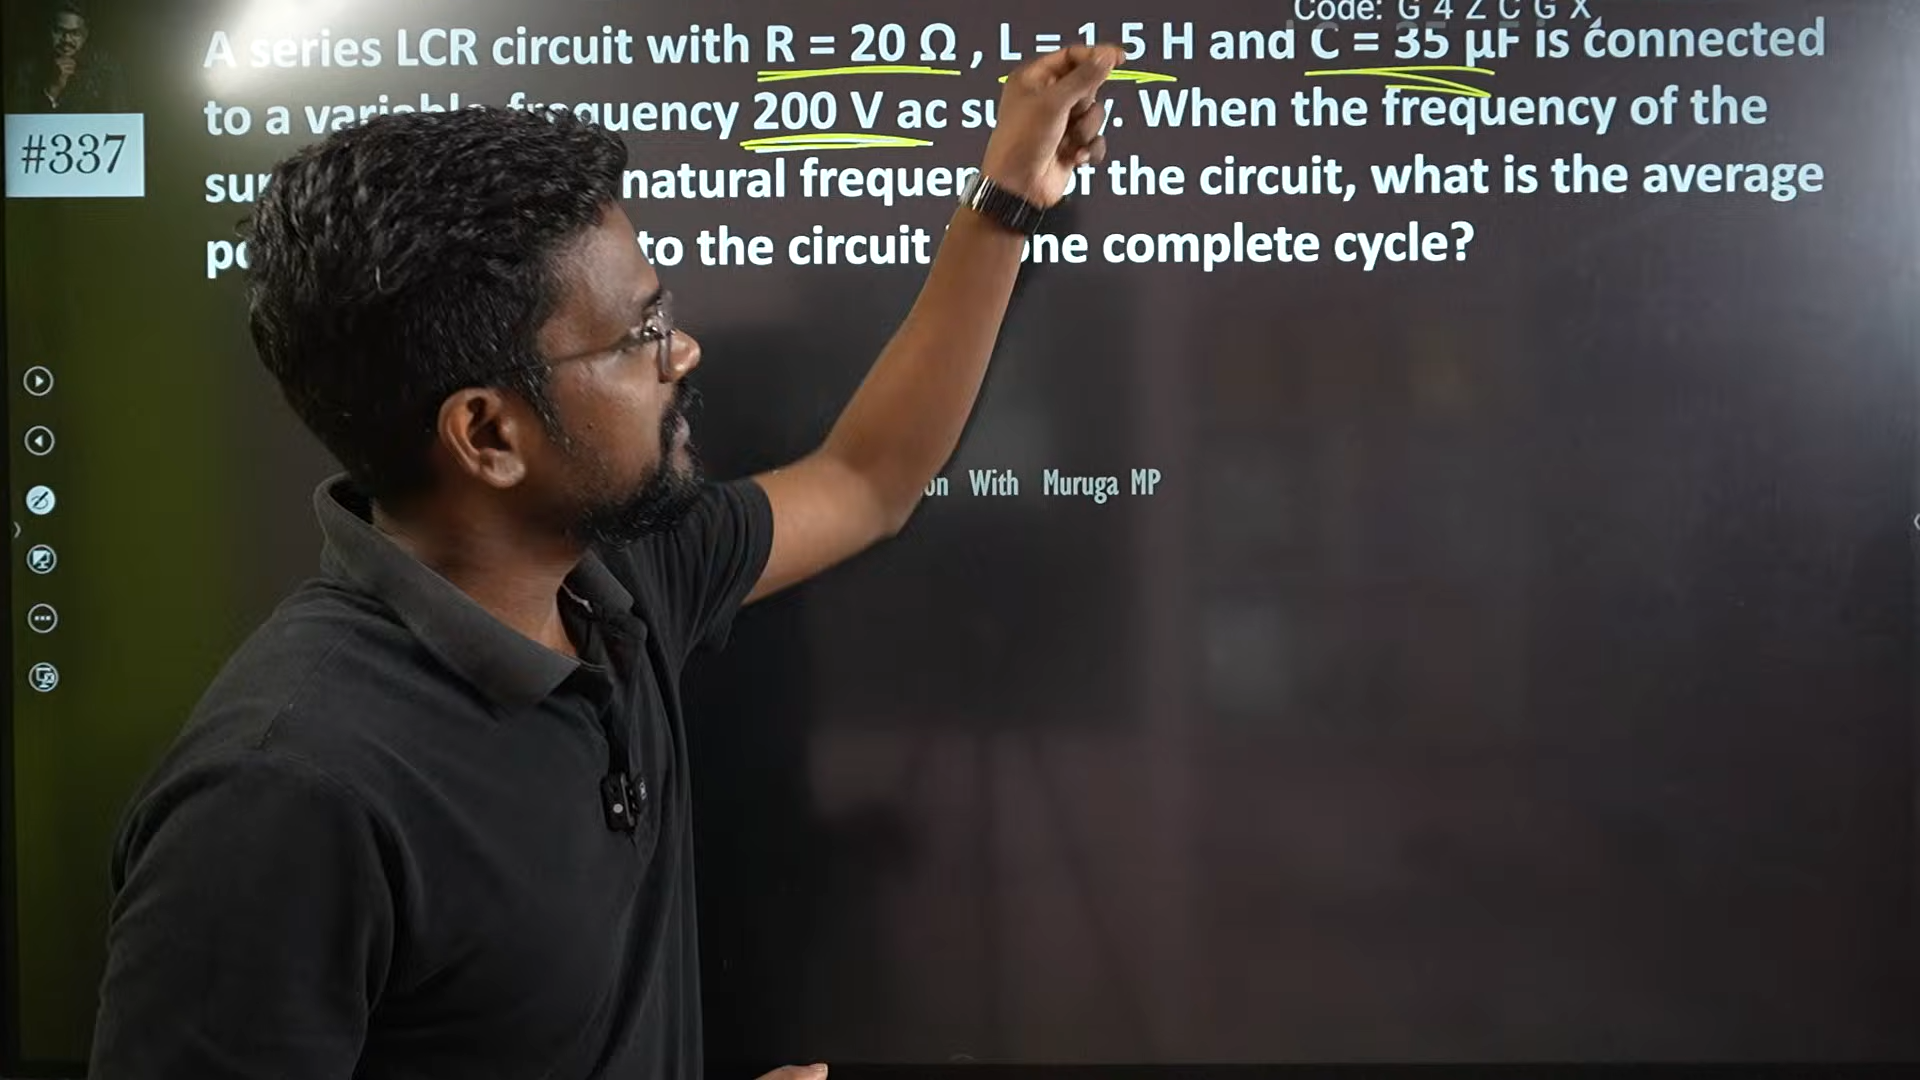 Code: G 4 Z C G X
A series LCR circuit with R = 20 Ω , L = 1.5 H and C = 35 μF is connected
to a variable frequency 200 V ac . When the frequency of the
#337
natural of the circuit, what is the average
to the circuit one complete cycle?
With Muruga MP